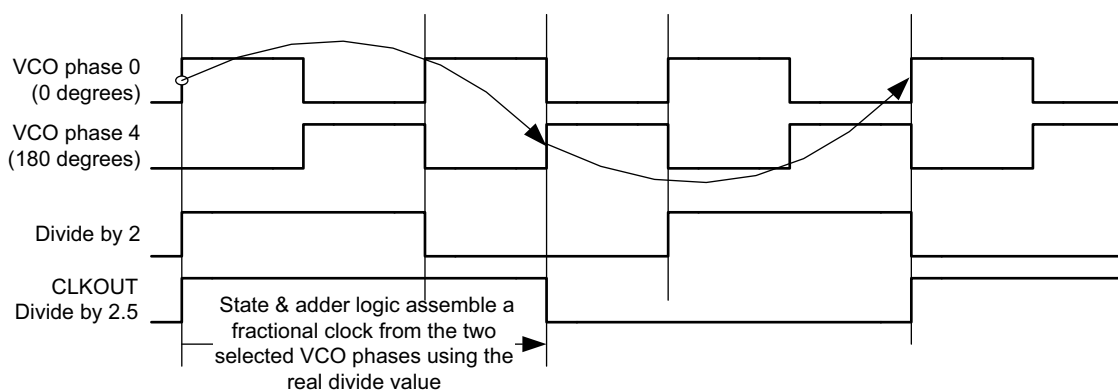 VCO phase 0
(0 degrees)
VCO phase 4
(180 degrees)
Divide by 2
CLKOUT
Divide by 2.5
State & adder logic assemble a
fractional clock from the two
selected VCO phases using the
real divide value